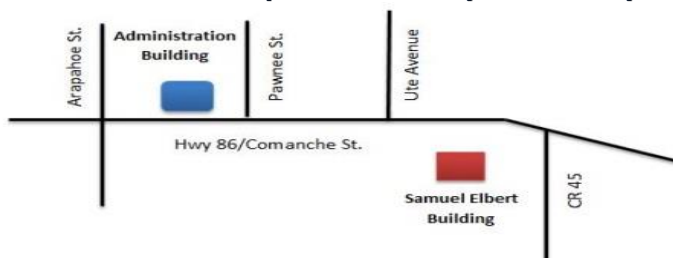 Arapahoe St.
Administration
Building
Pawnee St.
Ute Avenue
Hwy 86/Comanche St.
Samuel Elbert
Building
CR 45